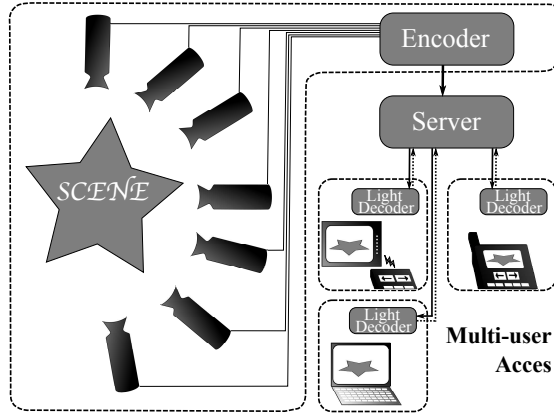 Encoder
Server
SCENE
Light
Decoder
Light
Decoder
Light
Decoder
Multi-user
Acces